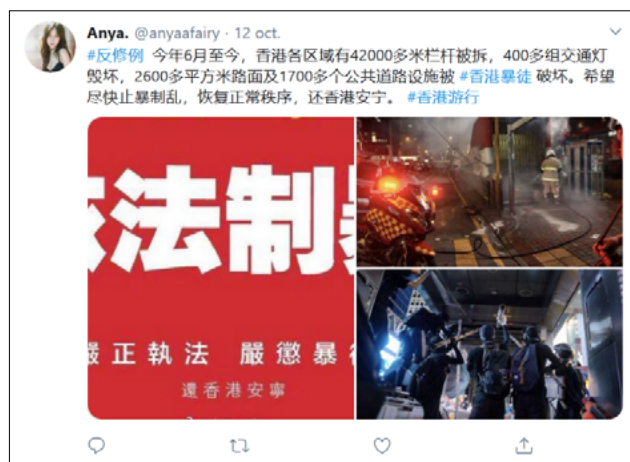 Anya. @anyaafairy · 12 oct.
#反修例 今年6月至今，香港各区域有42000多米栏杆被拆，400多组交通灯
毁坏，2600多平方米路面及1700多个公共道路设施被 #香港暴徒 破坏。希望
尽快止暴制乱，恢复正常秩序，还香港安宁。 #香港游行
法制
嚴正執法 嚴懲暴
還香港安寧